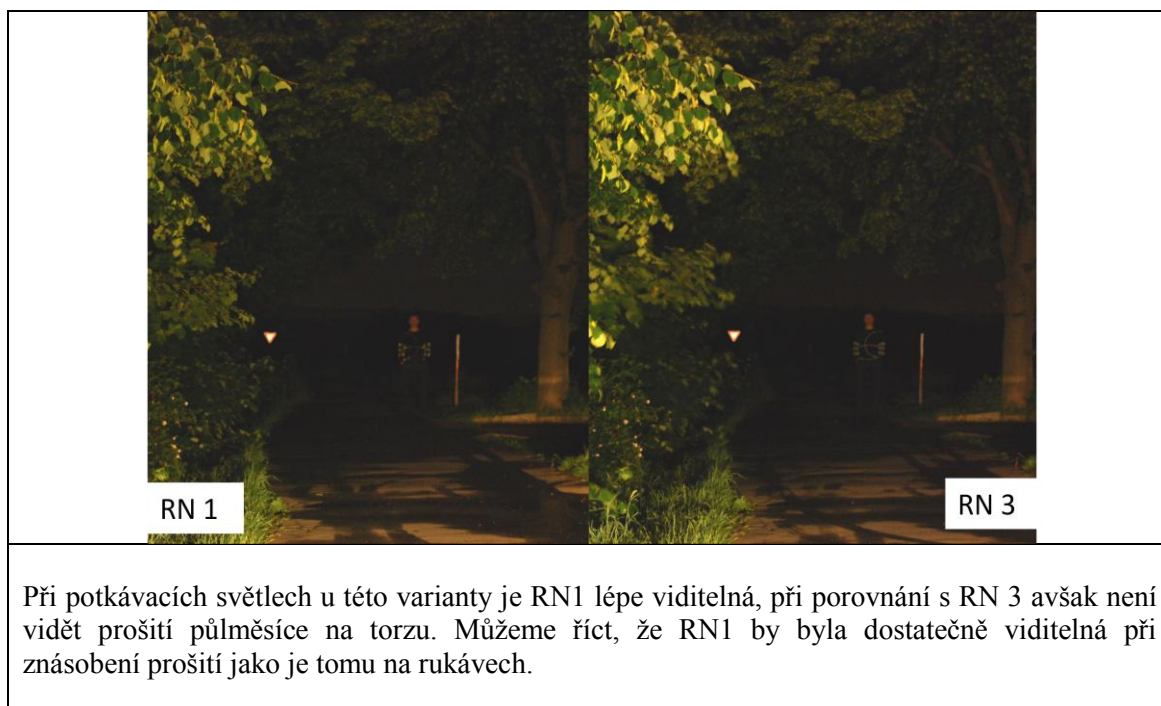 RN 1
RN 3
Při potkávacích světlech u této varianty je RN1 lépe viditelná, při porovnání s RN 3 avšak není
vidět prošití půlměsíce na torzu. Můžeme říct, že RN1 by byla dostatečně viditelná při
znásobení prošití jako je tomu na rukávech.